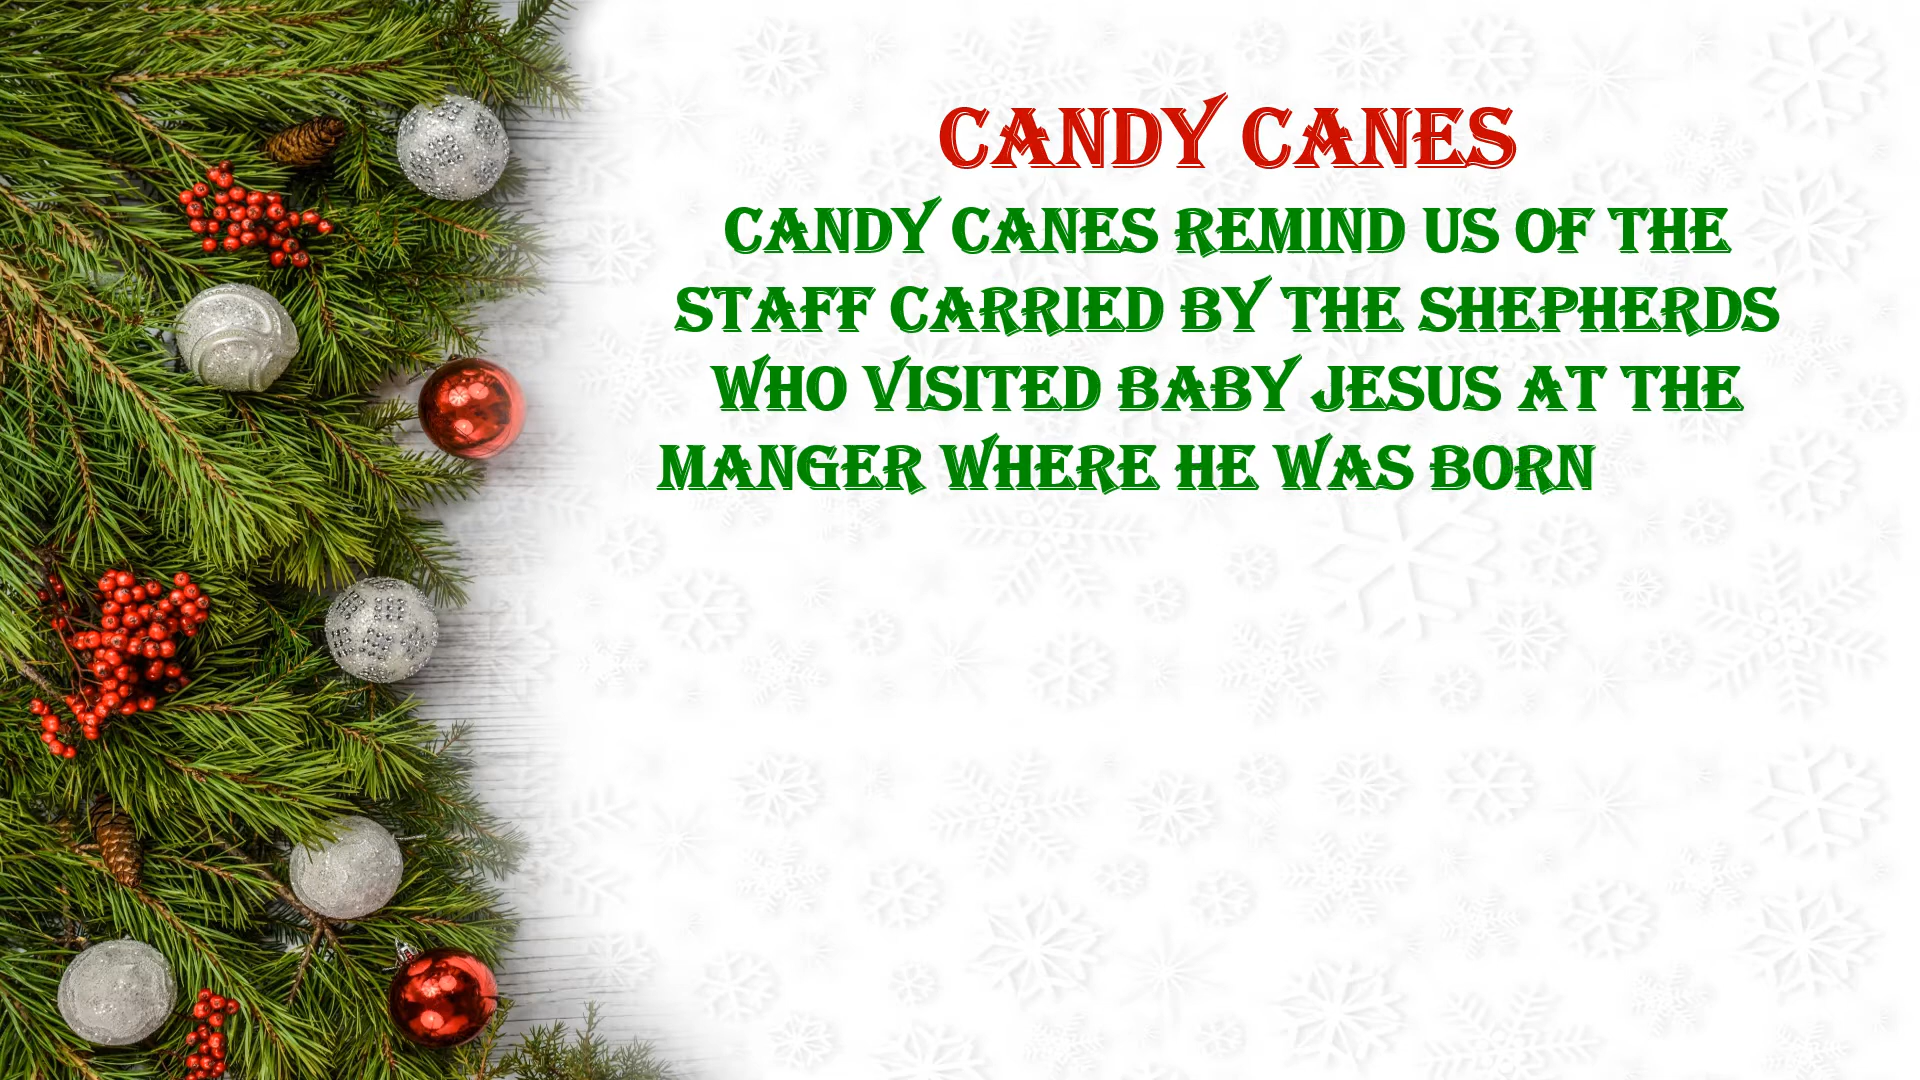 CANDY CANES
CANDY CANES REMIND US OF THE
STAFF CARRIED BY THE SHEPHERDS
WHO VISITED BABY JESUS AT THE
MANGER WHERE HE WAS BORN